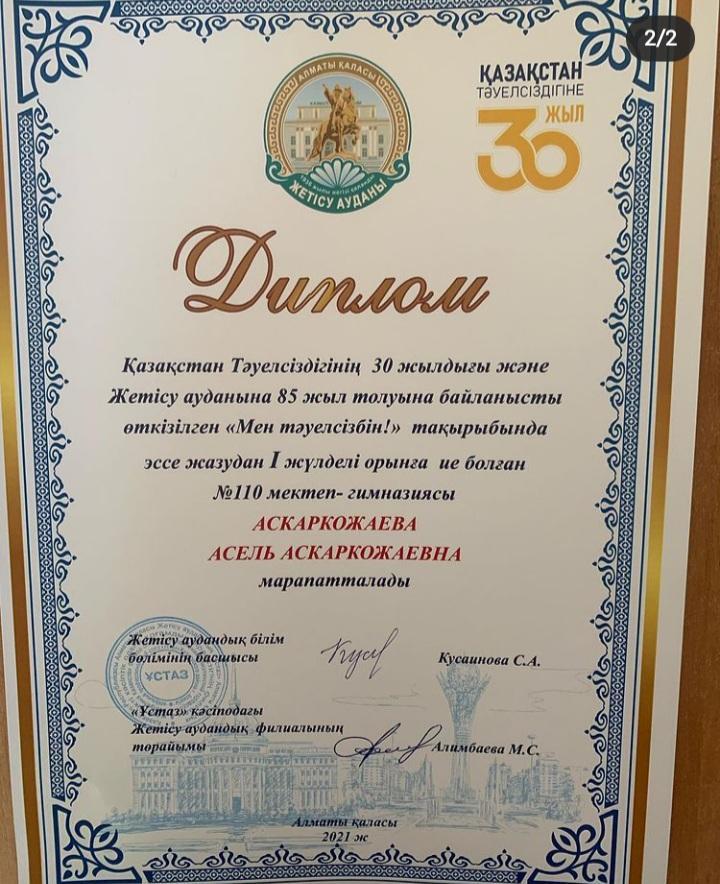 2/2
АЛМАТЫ ҚАЛАСЫ
ЖЕТІСУ АУДАНЫ
ҚАЗАҚСТАН
ТӘУЕЛСІЗДІГІНЕ
30 ЖЫЛ
Диплом
Қазақстан Тәуелсіздігінің 30 жылдығы және
Жетісу ауданына 85 жыл толуына байланысты
өткізілген «Мен тәуелсізбін!» тақырыбында
эссе жазудан I жүлделі орынға ие болған
№110 мектеп- гимназиясы
АСКАРКОЖАЕВА
АСЕЛЬ АСКАРКОЖАЕВНА
марапатталады
Жетісу аудандық білім
бөлімінің басшысы
Кусаинова С.А.
ҰСТАЗ
«Ұстаз» кәсіподағы
Жетісу аудандық филиалының
төрайымы
Алимбаева М.С.
Алматы қаласы
2021 ж